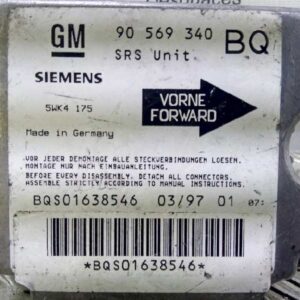 GM 90 569 340 BQ
SRS Unit
SIEMENS
5WK4 175
VORNE
FORWARD
Made in Germany
VOR JEDER DEMONTAGE ALLE STECKVERBINDUNGEN LOESEN.
MONTAGE NUR NACH EINBAUANLEITUNG.
BEFORE EVERY DISASSEMBLY. DETACH ALL CONNECTORS.
ASSEMBLE STRICTLY ACCORDING TO MANUAL INSTRUCTIONS.
BQS01638546 03/97 01
*BQS01638546*